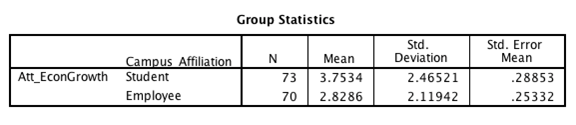 Group Statistics
Campus Affiliation N Mean Std. Deviation Std. Error Mean
Att_EconGrowth Student 73 3.7534 2.46521 .28853
Employee 70 2.8286 2.11942 .25332